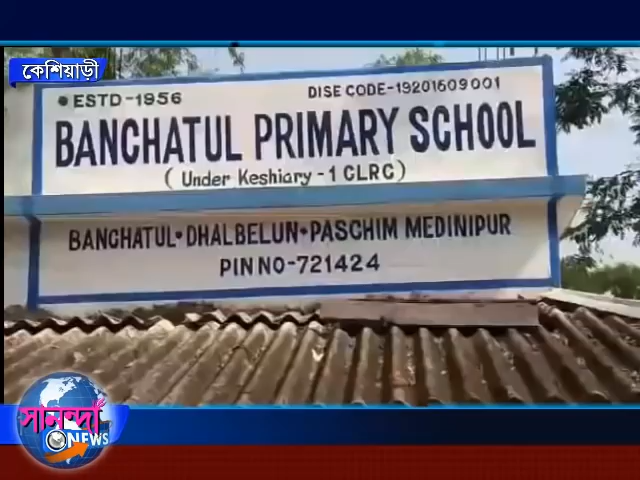 কেশিয়াড়ী
ESTD-1956
DISE CODE-19201609001
BANCHATUL PRIMARY SCHOOL
(Under Keshiary-1 CLRC)
BANCHATUL•DHALBELUN•PASCHIM MEDINIPUR
PIN NO-721424
সানন্দা
NEWS